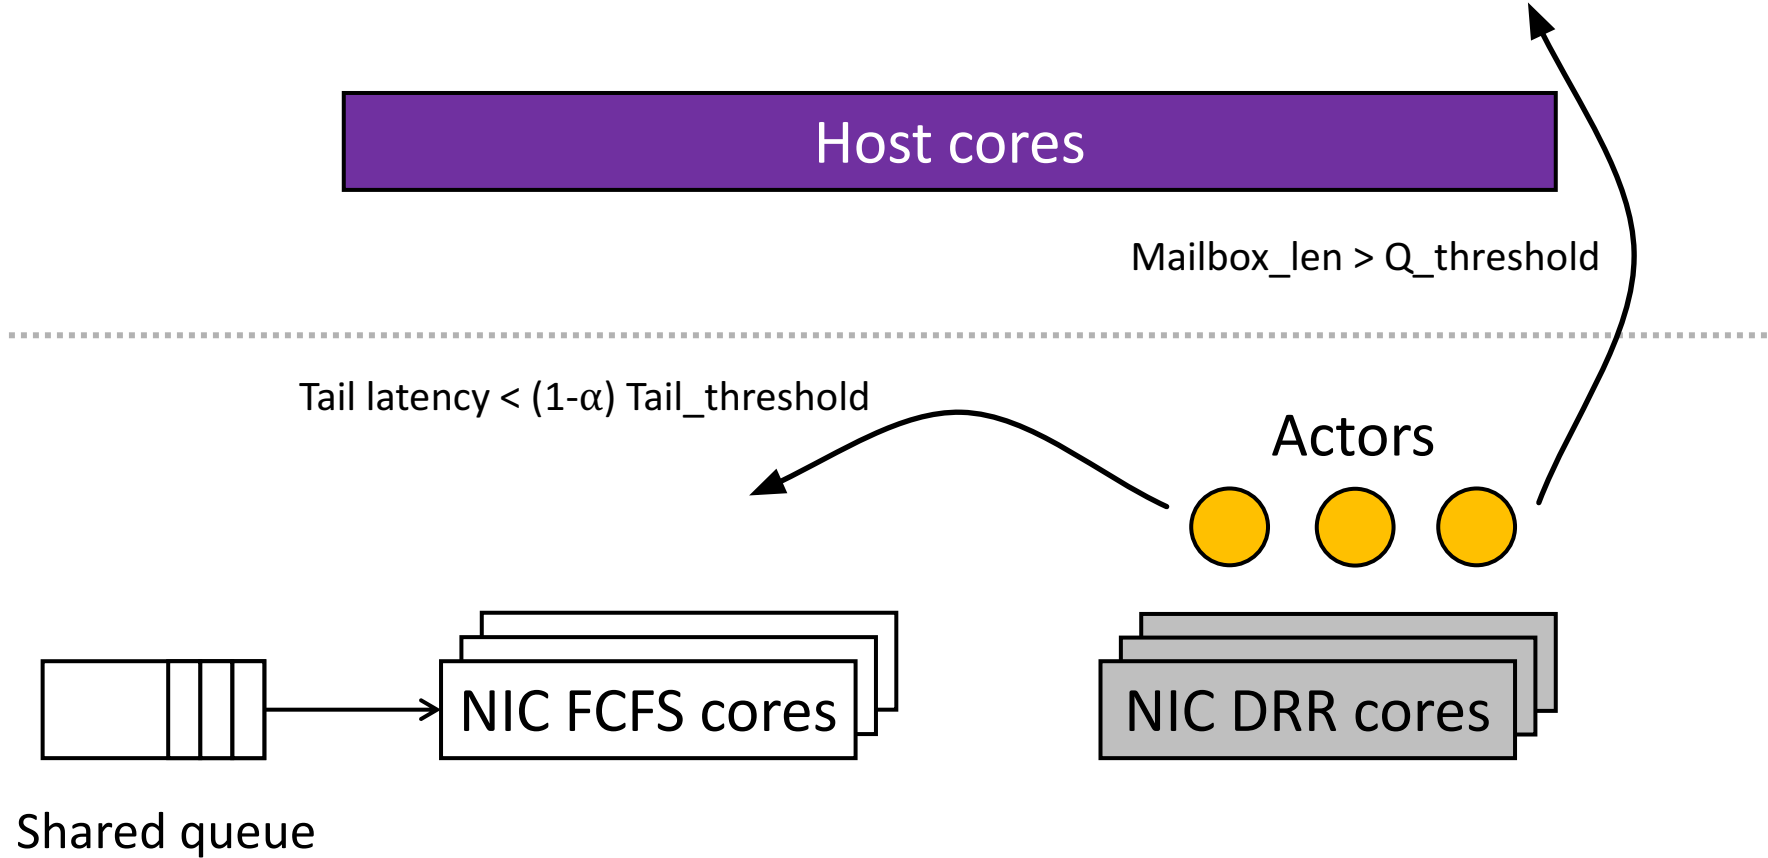 Host cores
Mailbox_len > Q_threshold
Tail latency < (1-α) Tail_threshold
Actors
NIC FCFS cores
NIC DRR cores
Shared queue